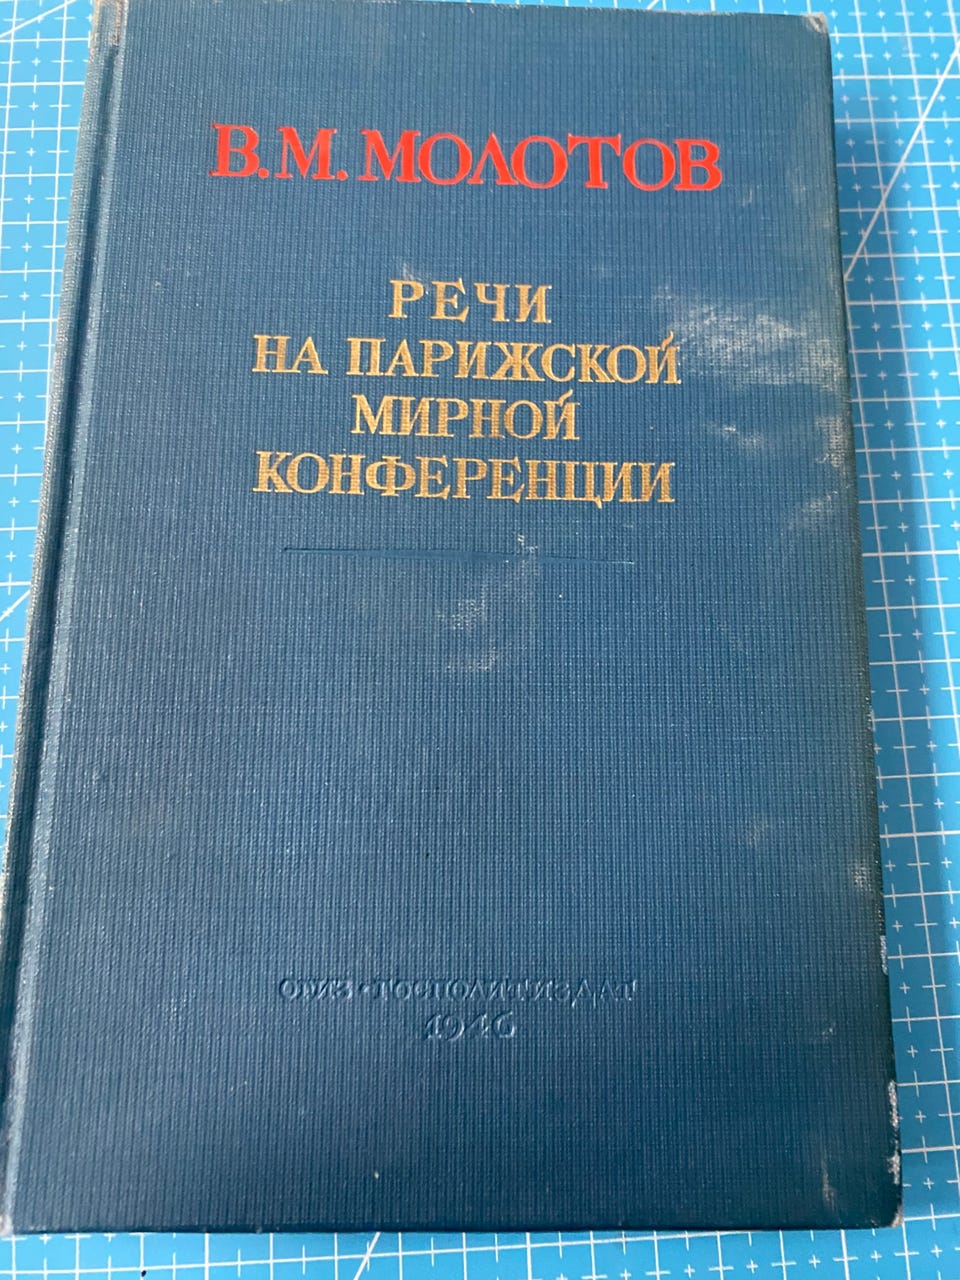 В. М. МОЛОТОВ
РЕЧИ
НА ПАРИЖСКОЙ
МИРНОЙ
КОНФЕРЕНЦИИ
ОГИЗ • ГОСПОЛИТИЗДАТ
1946